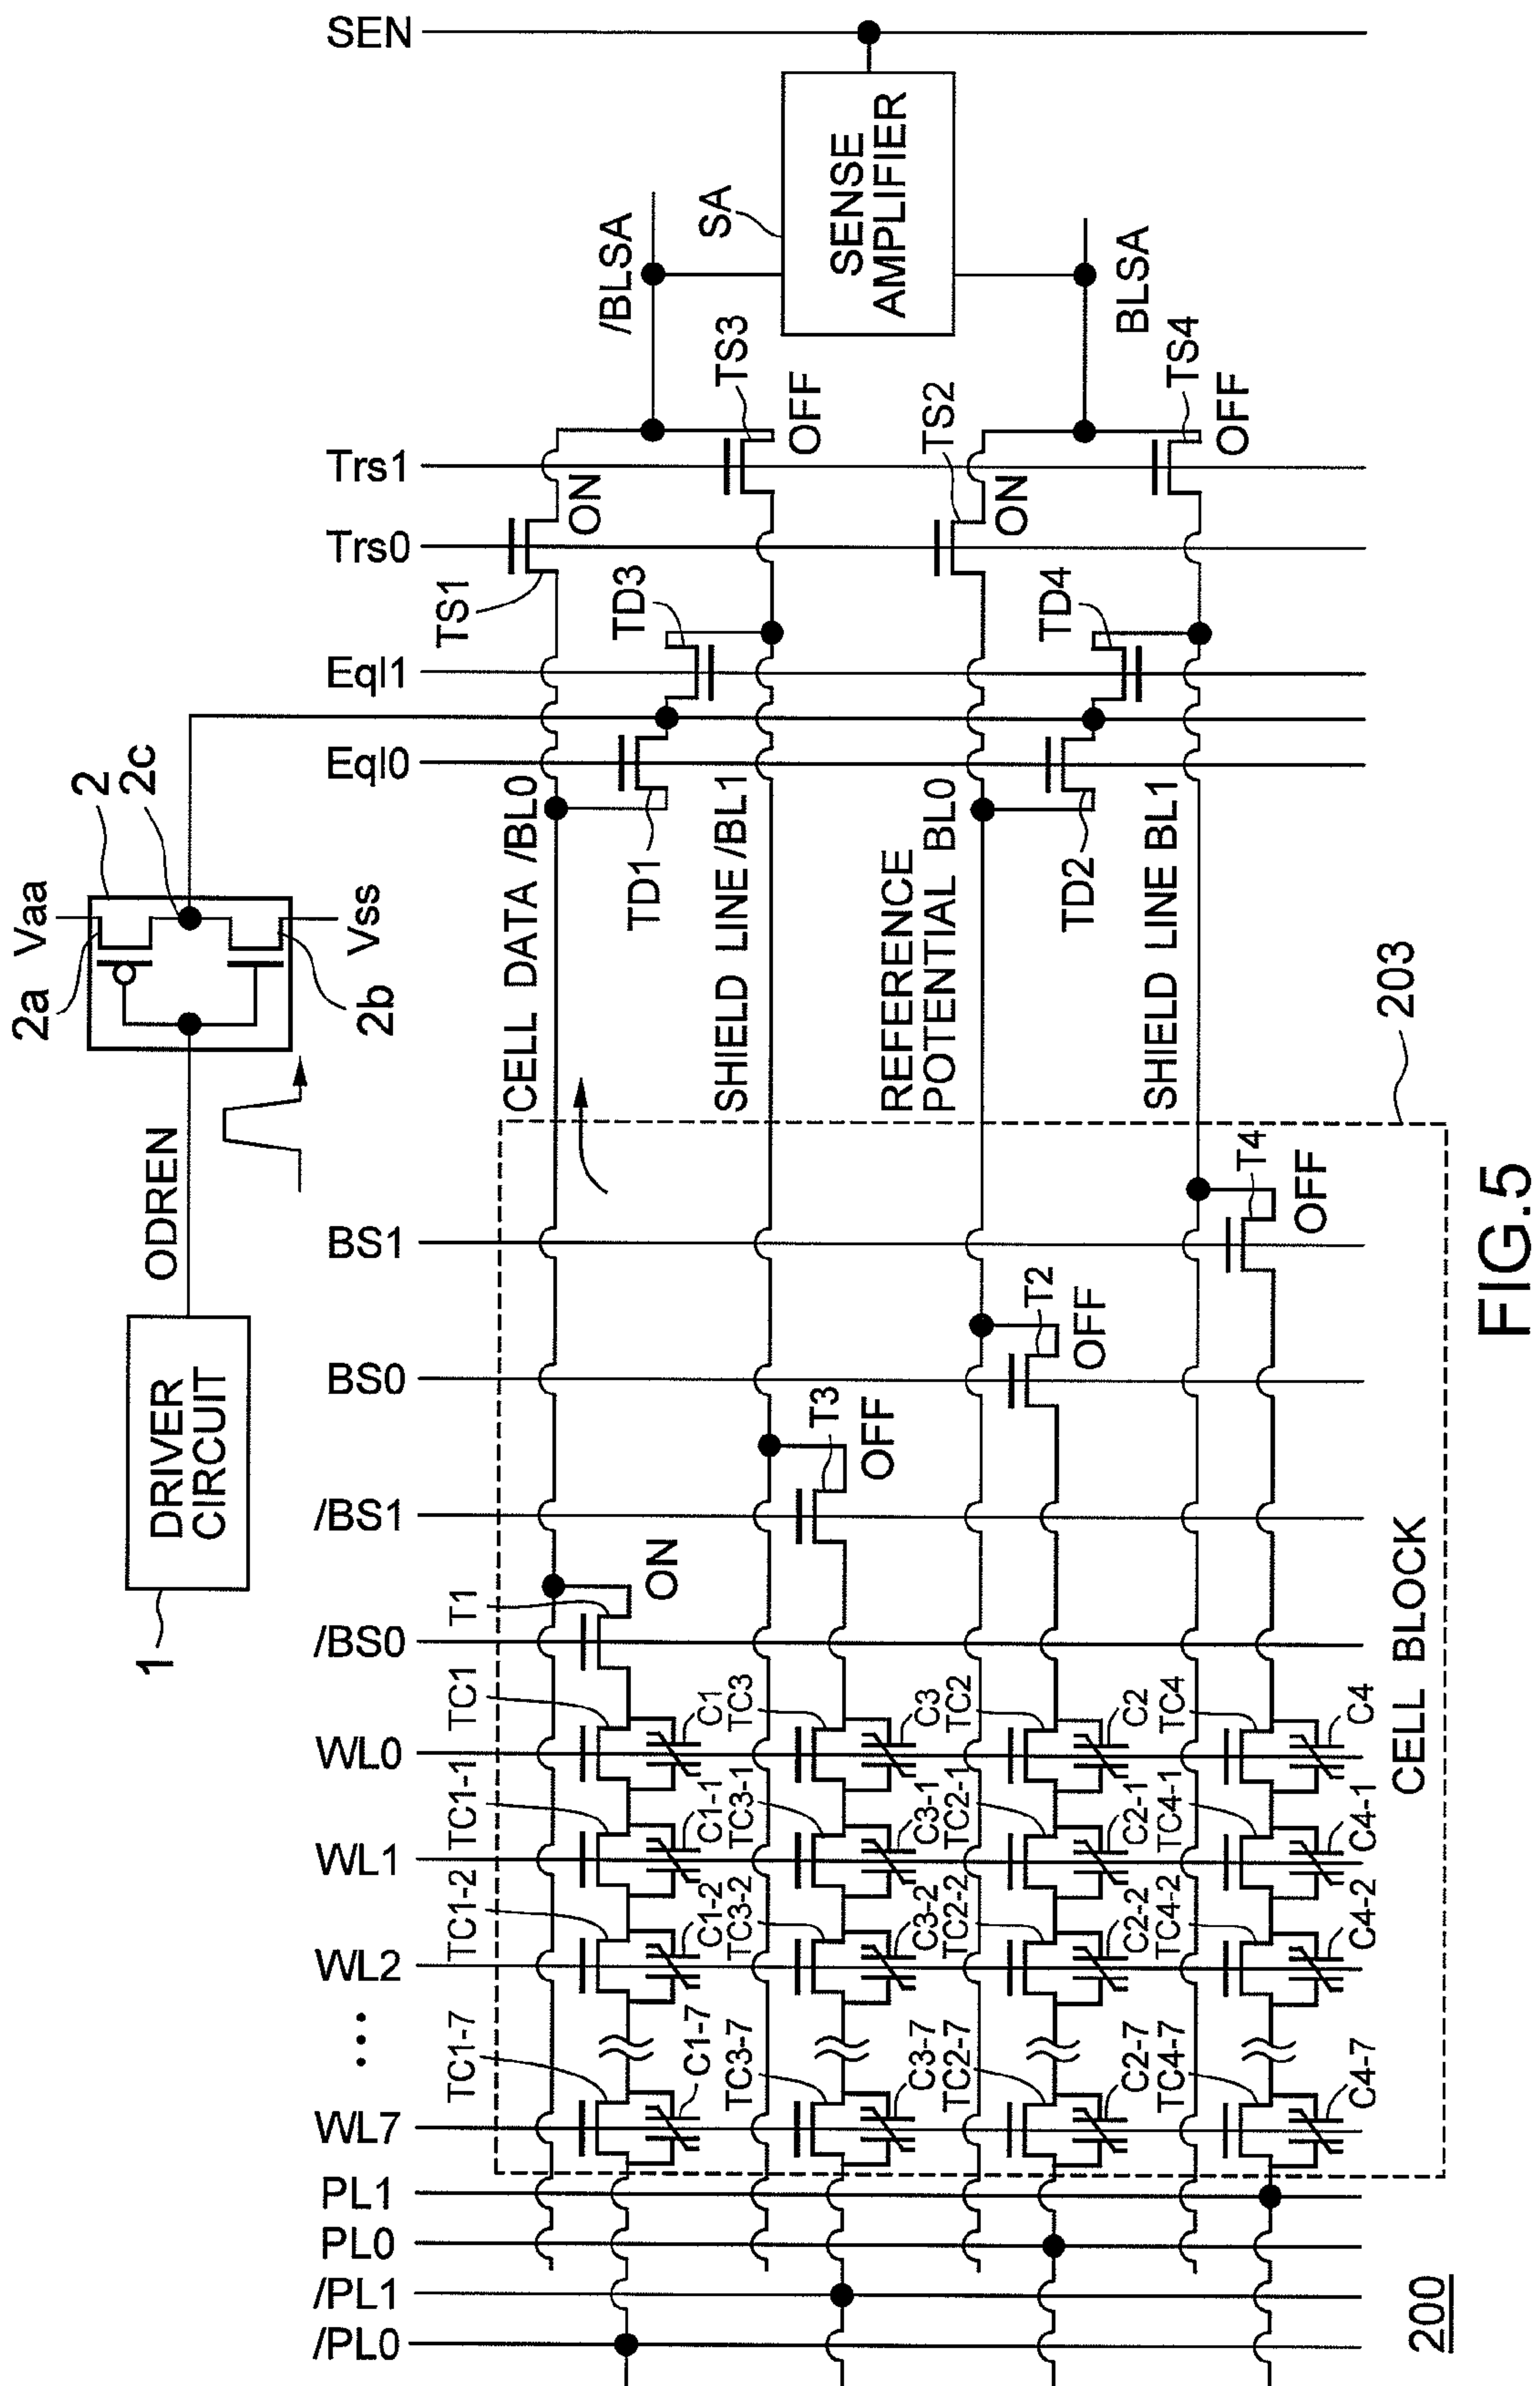 SEN
SENSE
AMPLIFIER
SA
/BLSA
BLSA
TS3
OFF
TS2
TS4
OFF
Trs1
ON
ON
Trs0
TS1
TD3
TD4
Eql1
2
2c
Eql0
Vaa
Vss
2a
2b
TD1
TD2
CELL DATA /BL0
SHIELD LINE /BL1
REFERENCE
POTENTIAL BL0
SHIELD LINE BL1
203
ODREN
DRIVER
CIRCUIT
1
BS1
T4
OFF
BS0
T2
OFF
/BS1
T3
OFF
/BS0
T1
ON
WL0
TC1
C1
TC3
C3
TC2
C2
TC4
C4
WL1
TC1-1
C1-1
TC3-1
C3-1
TC2-1
C2-1
TC4-1
C4-1
WL2
TC1-2
C1-2
TC3-2
C3-2
TC2-2
C2-2
TC4-2
C4-2
...
WL7
TC1-7
C1-7
TC3-7
C3-7
TC2-7
C2-7
TC4-7
C4-7
CELL BLOCK
PL1
PL0
/PL1
/PL0
200
FIG.5